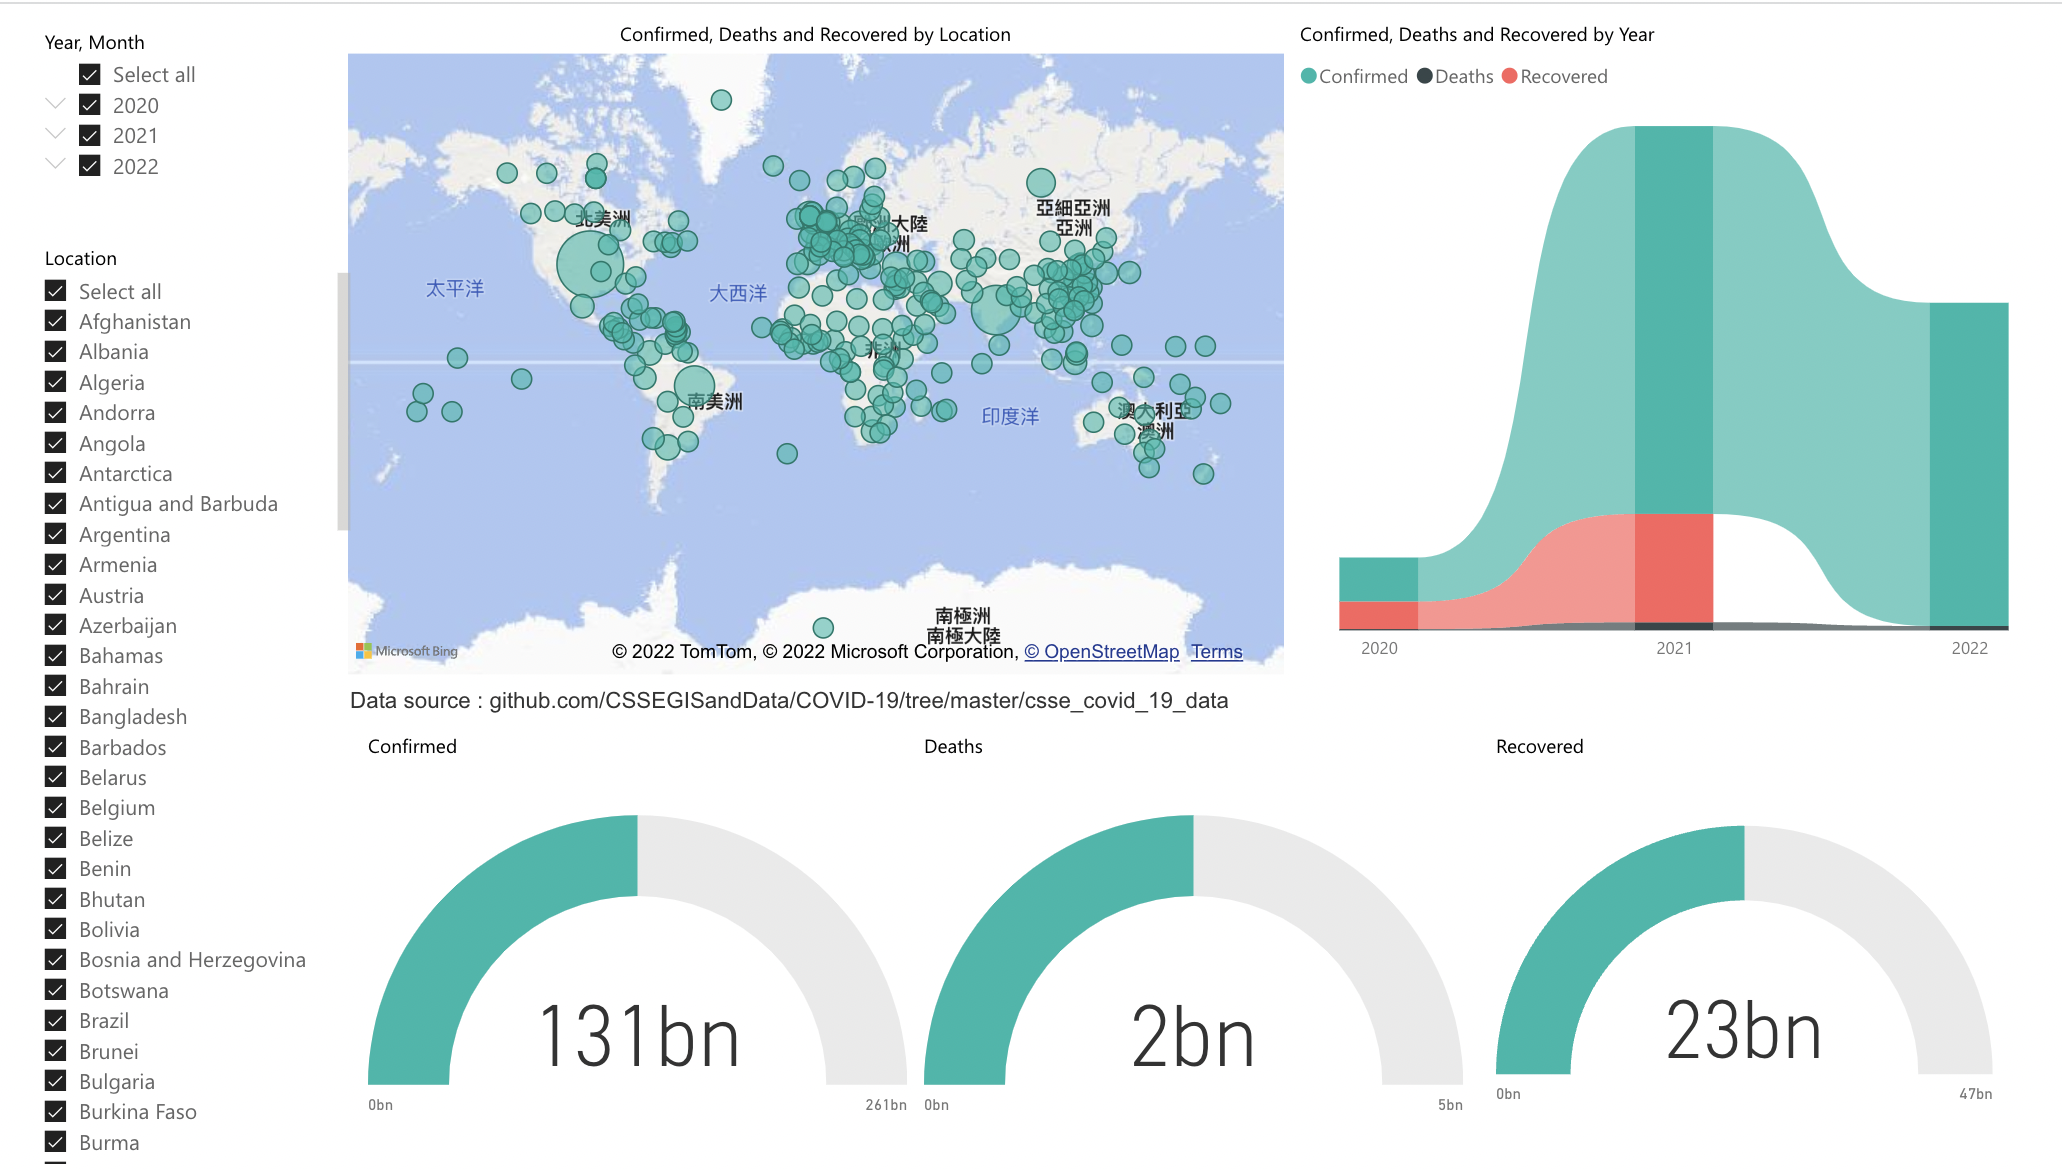 Year, Month
Select all
2020
2021
2022
Location
Select all
Afghanistan
Albania
Algeria
Andorra
Angola
Antarctica
Antigua and Barbuda
Argentina
Armenia
Austria
Azerbaijan
Bahamas
Bahrain
Bangladesh
Barbados
Belarus
Belgium
Belize
Benin
Bhutan
Bolivia
Bosnia and Herzegovina
Botswana
Brazil
Brunei
Bulgaria
Burkina Faso
Burma
Confirmed, Deaths and Recovered by Location
北美洲
大陸
洲
亞細亞洲
亞洲
太平洋
大西洋
非洲
南美洲
印度洋
澳大利亞
澳洲
南極洲
南極大陸
Microsoft Bing
© 2022 TomTom, © 2022 Microsoft Corporation, © OpenStreetMap Terms
Data source : github.com/CSSEGISandData/COVID-19/tree/master/csse_covid_19_data
Confirmed, Deaths and Recovered by Year
Confirmed Deaths Recovered
2020 2021 2022
Confirmed
131bn
0bn 261bn
Deaths
2bn
0bn 5bn
Recovered
23bn
0bn 47bn